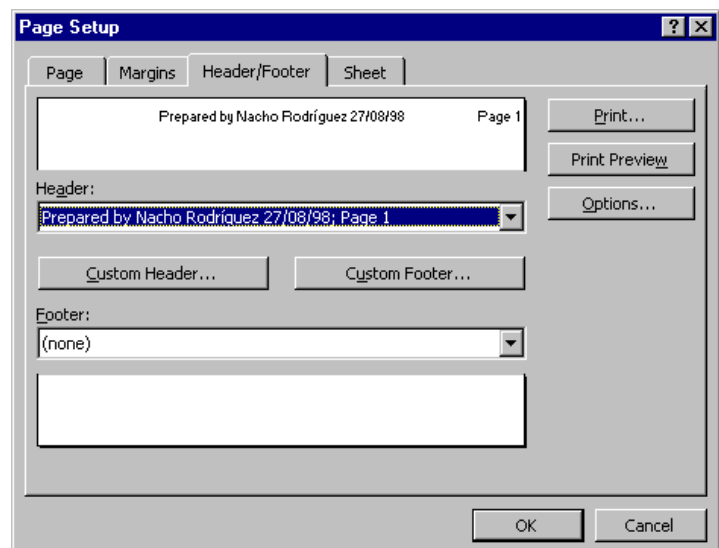 Page Setup
Page Margins Header/Footer Sheet
Prepared by Nacho Rodríguez 27/08/98 Page 1
Print...
Print Preview
Header:
Options...
Prepared by Nacho Rodríguez 27/08/98; Page 1
Custom Header... Custom Footer...
Footer:
(none)
OK Cancel